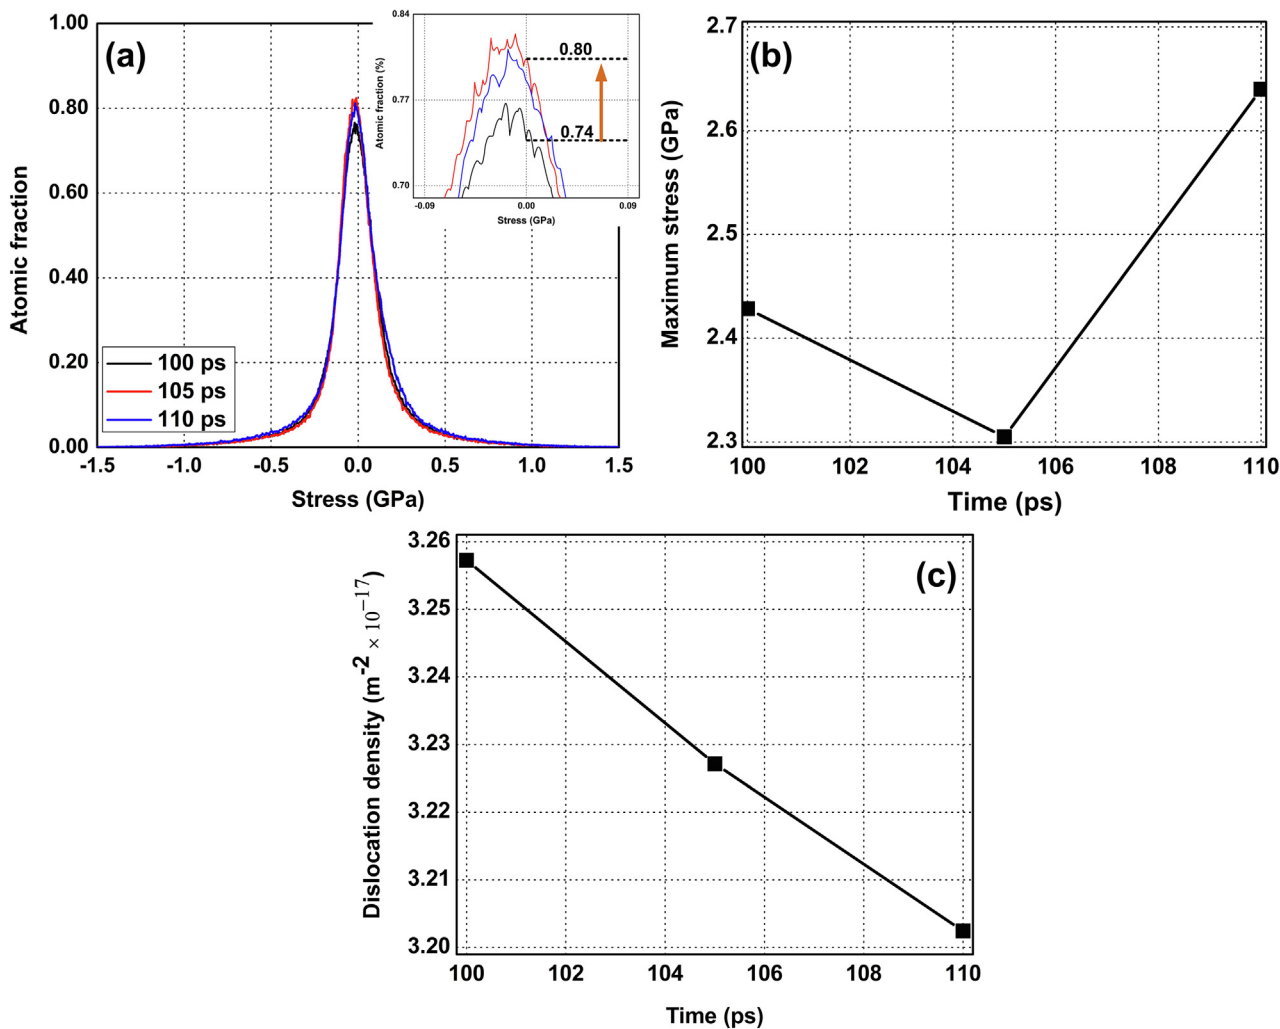 (a)
Atomic fraction
1.00
0.80
0.60
0.40
0.20
0.00
-1.5 -1.0 -0.5 0.0 0.5 1.0 1.5
Stress (GPa)
100 ps
105 ps
110 ps
Atomic fraction (%)
0.84
0.77
0.70
0.80
0.74
-0.09 0.00 0.09
Stress (GPa)
(b)
Maximum stress (GPa)
2.7
2.6
2.5
2.4
2.3
100 102 104 106 108 110
Time (ps)
(c)
Dislocation density (m-2 × 10−17)
3.26
3.25
3.24
3.23
3.22
3.21
3.20
100 102 104 106 108 110
Time (ps)